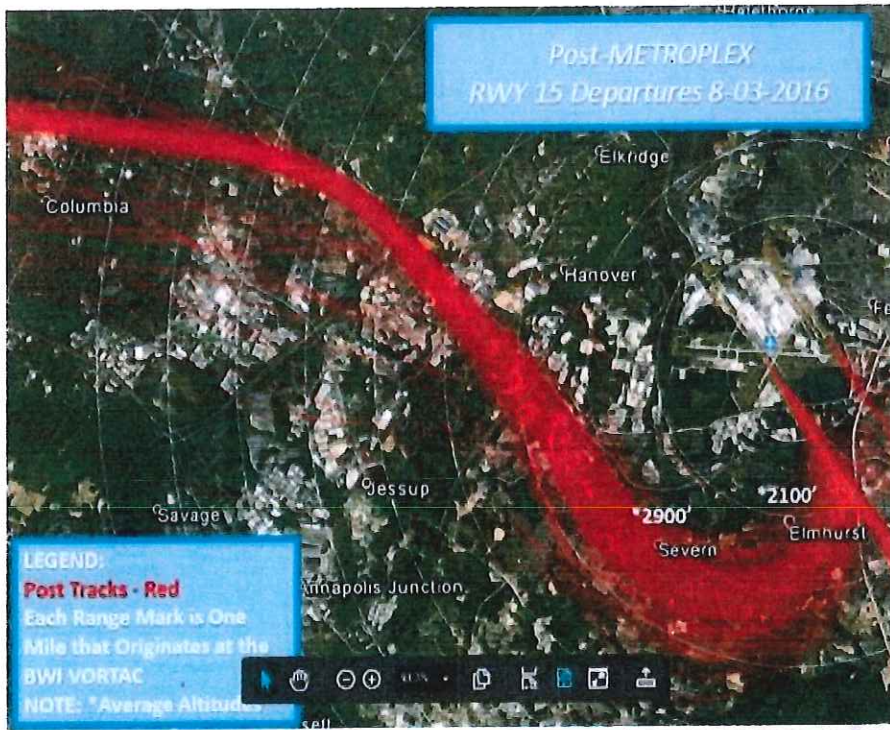 Post-METROPLEX
RWY 15 Departures 8-03-2016
Elkridge
Columbia
Hanover
Jessup
2100'
Savage
2900'
Elmhurst
Severn
LEGEND:
Post Tracks - Red
Annapolis Junction
Each Range Mark is One
Mile that Originates at the
BWI VORTAC
NOTE: *Average Altitudes